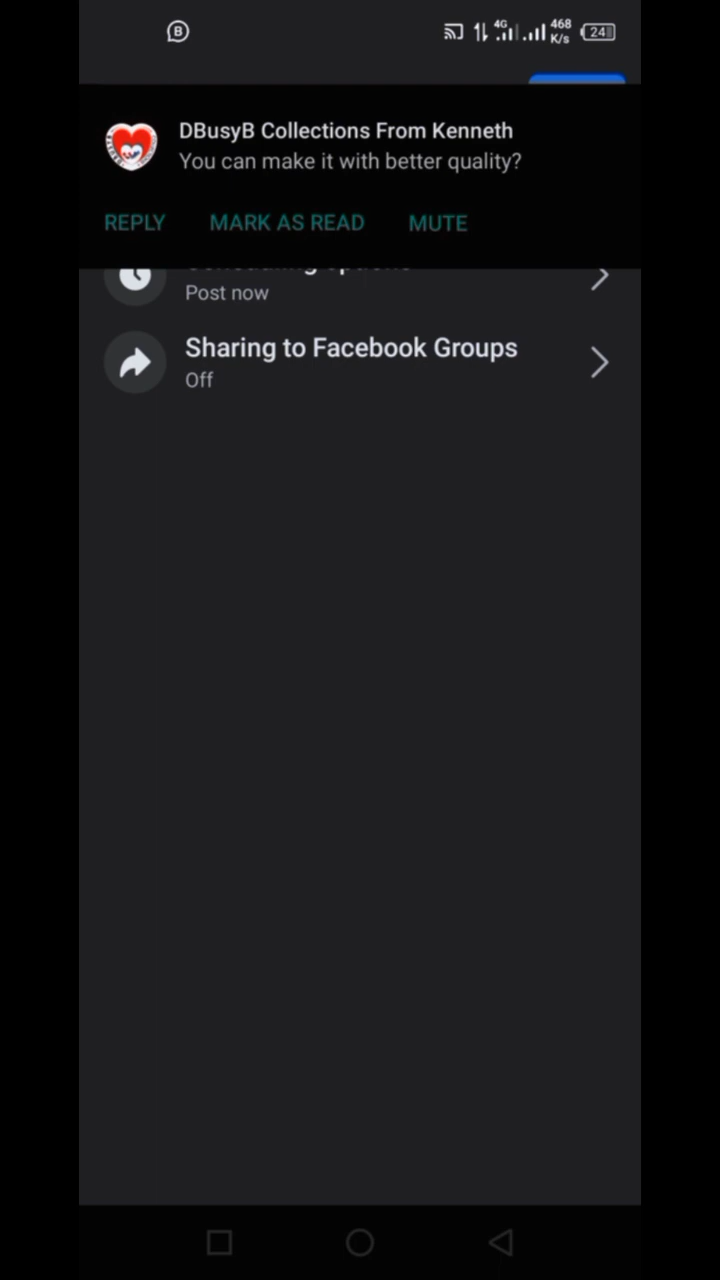 B
4G
468
K/s
24
DBusyB Collections From Kenneth
You can make it with better quality?
REPLY MARK AS READ MUTE
Post now
Sharing to Facebook Groups
Off